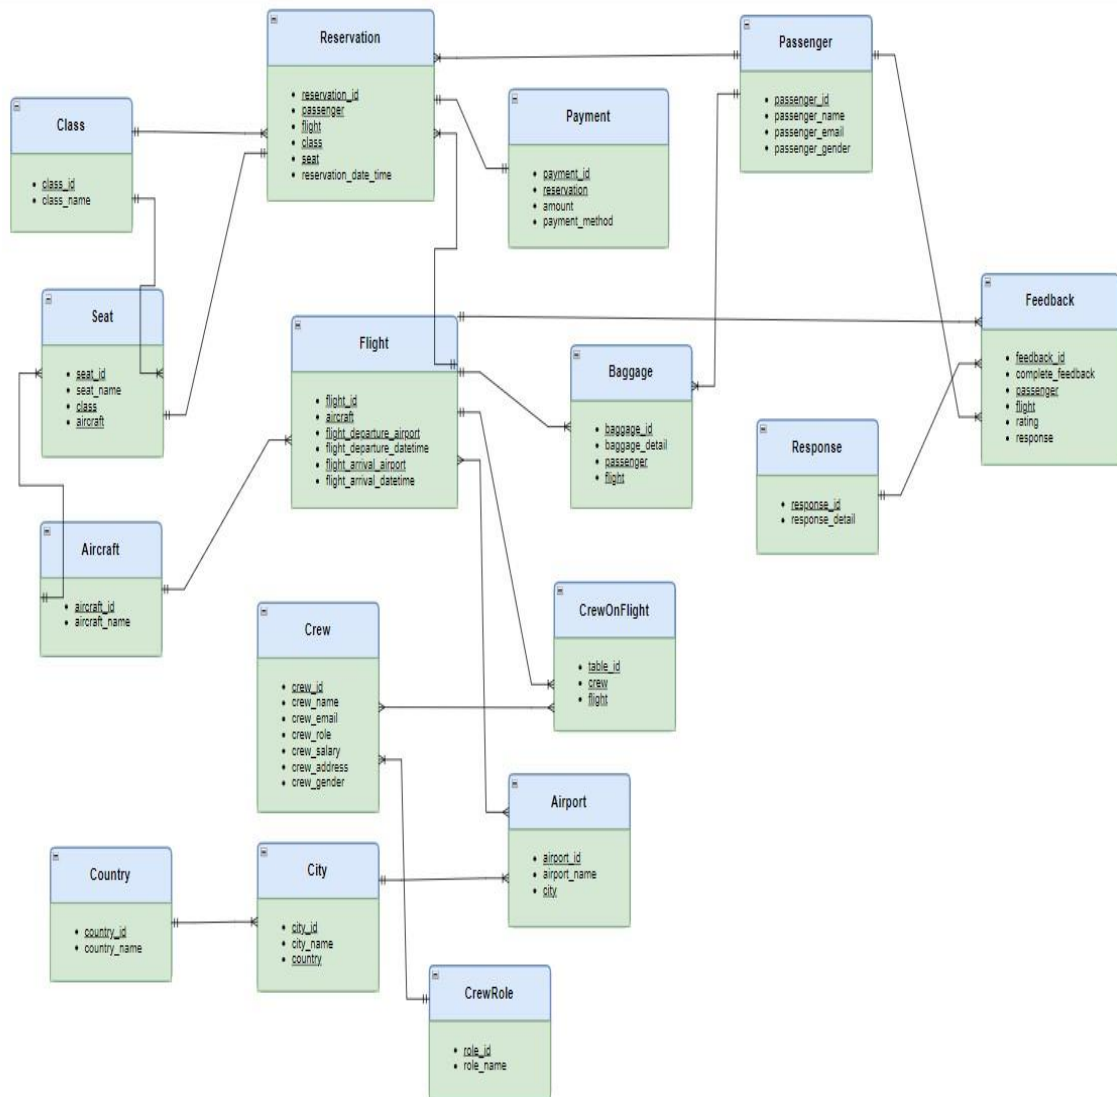 Reservation
reservation_id
passenger
flight
class
seat
reservation_date_time
Passenger
passenger_id
passenger_name
passenger_email
passenger_gender
Payment
payment_id
reservation
amount
payment_method
Class
class_id
class_name
Seat
seat_id
seat_name
class
aircraft
Flight
flight_id
aircraft
flight_departure_airport
flight_departure_datetime
flight_arrival_airport
flight_arrival_datetime
Baggage
baggage_id
baggage_detail
passenger
flight
Feedback
feedback_id
complete_feedback
passenger
flight
rating
response
Response
response_id
response_detail
Aircraft
aircraft_id
aircraft_name
Crew
crew_id
crew_name
crew_email
crew_role
crew_salary
crew_address
crew_gender
CrewOnFlight
table_id
crew
flight
Airport
airport_id
airport_name
city
Country
country_id
country_name
City
city_id
city_name
country
CrewRole
role_id
role_name